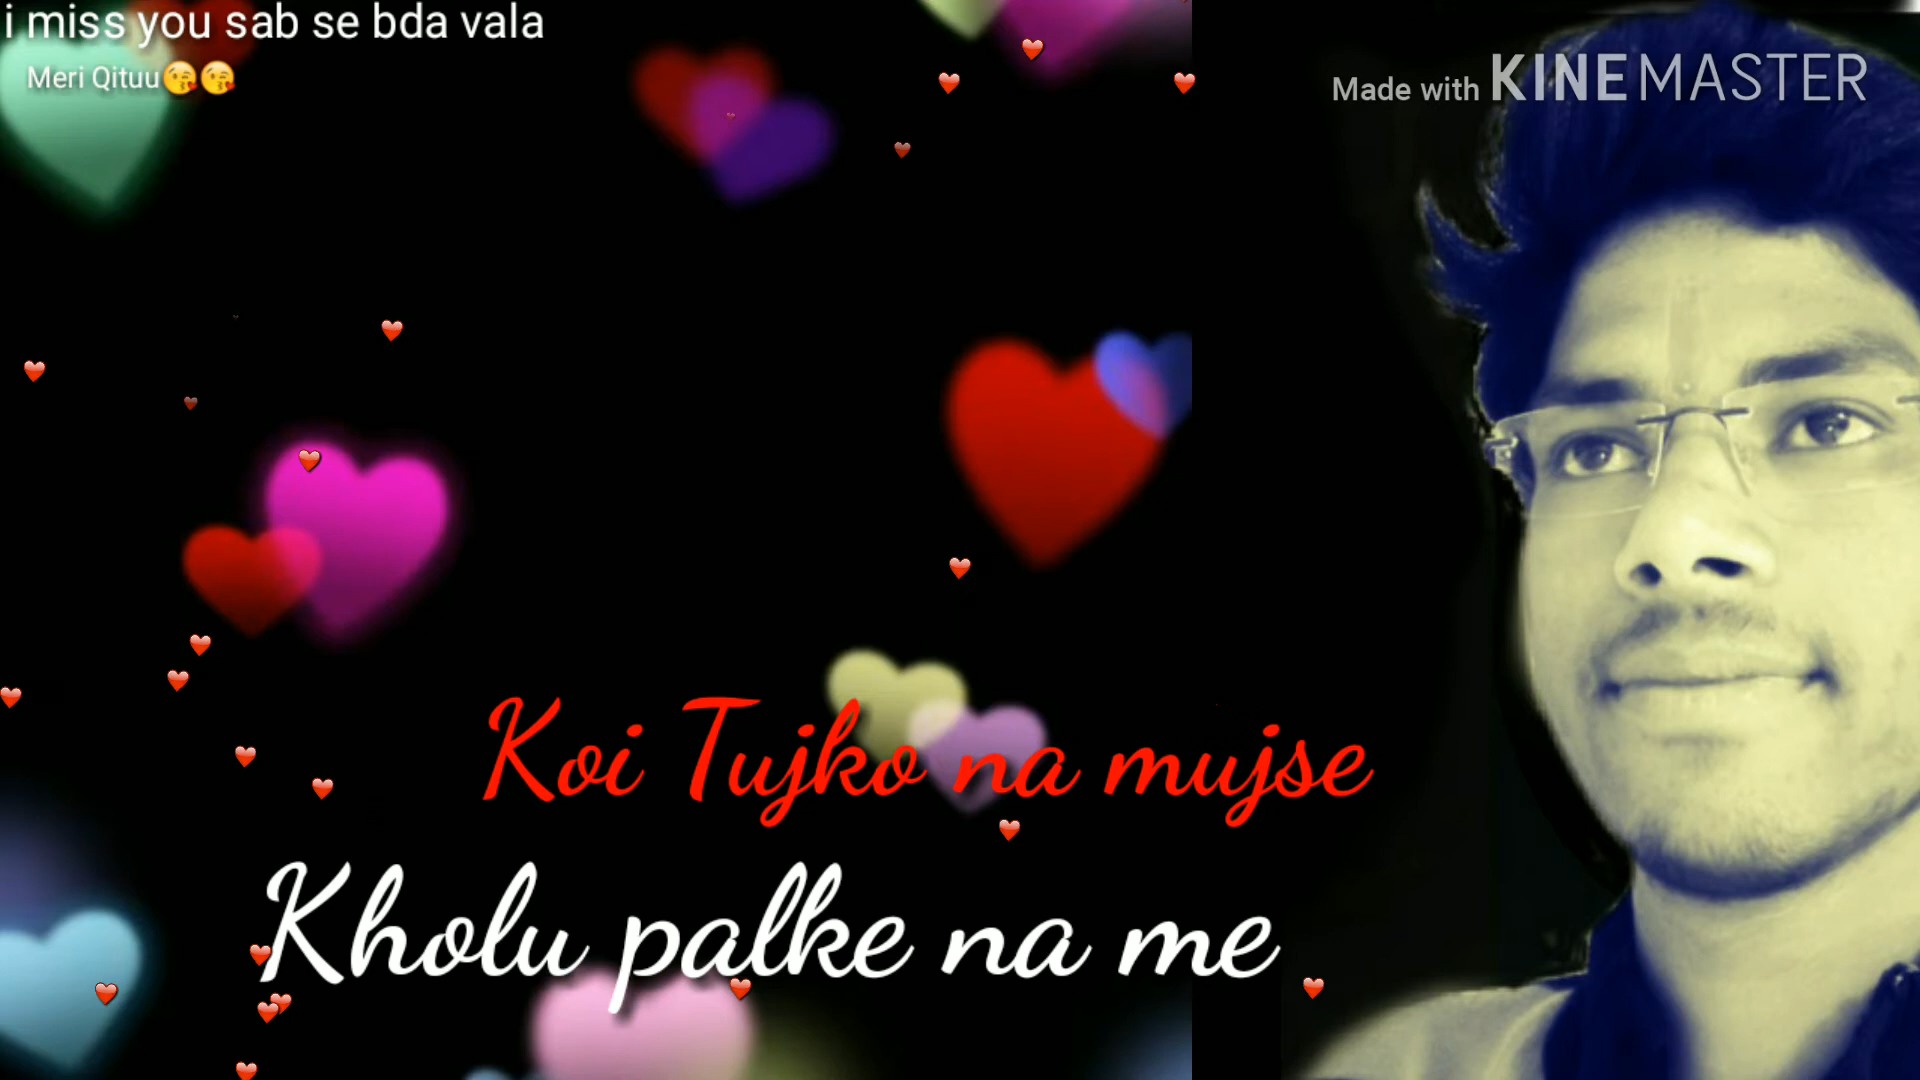 i miss you sab se bda vala
Meri Qituu😘😘
Made with KINEMASTER
Koi Tujko na mujse
Kholu palke na me